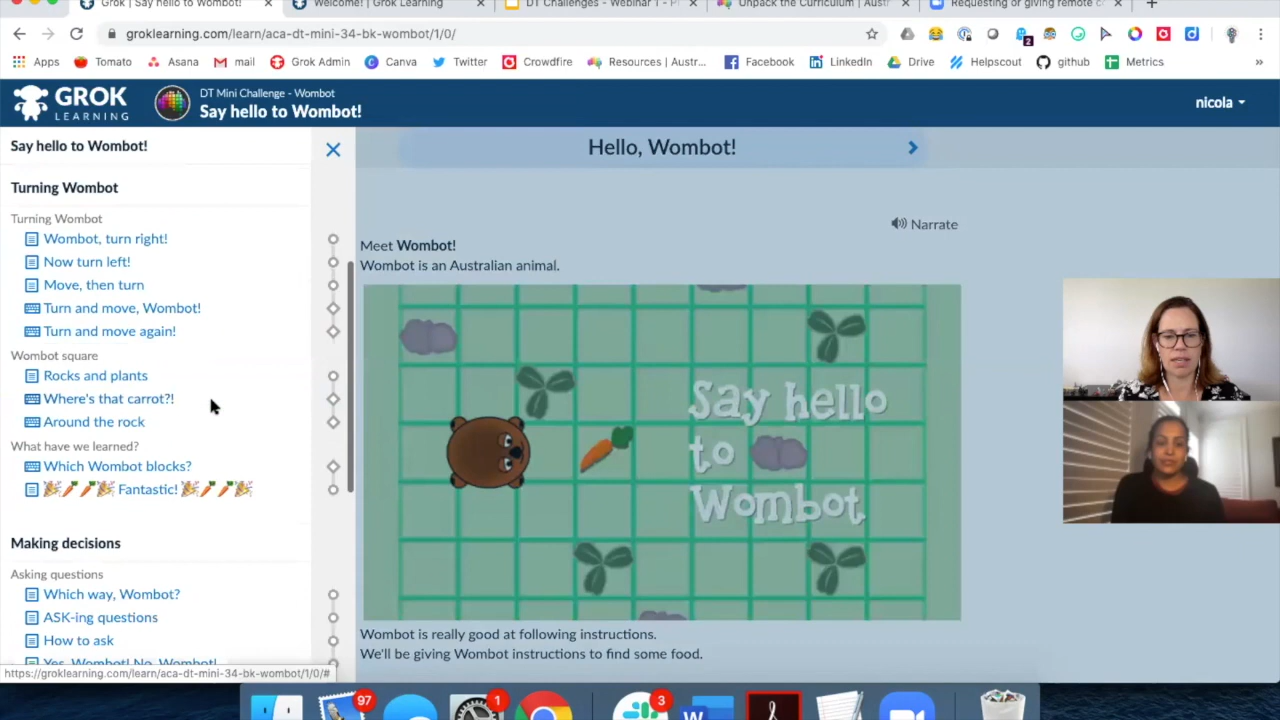 Grok | Say hello to Wombot!
Welcome! | Grok Learning
DT Challenges - Webinar 1 - P
Unpack the Curriculum | Aust
Requesting or giving remote c
groklearning.com/learn/aca-dt-mini-34-bk-wombot/1/0/
2
Apps
Tomato
Asana
mail
Grok Admin
Canva
Twitter
Crowdfire
Resources | Austr...
Facebook
LinkedIn
Drive
Helpscout
github
Metrics
»
GROK
LEARNING
DT Mini Challenge - Wombot
Say hello to Wombot!
nicola
Say hello to Wombot!
Turning Wombot
Turning Wombot
Wombot, turn right!
Now turn left!
Move, then turn
Turn and move, Wombot!
Turn and move again!
Wombot square
Rocks and plants
Where's that carrot?!
Around the rock
What have we learned?
Which Wombot blocks?
🎉🥕🥕🎉 Fantastic! 🎉🥕🥕🎉
Making decisions
Asking questions
Which way, Wombot?
ASK-ing questions
How to ask
Yes, Wombot! No, Wombot!
https://groklearning.com/learn/aca-dt-mini-34-bk-wombot/1/0/#
Hello, Wombot!
Narrate
Meet Wombot!
Wombot is an Australian animal.
Say hello
to
Wombot
Wombot is really good at following instructions.
We'll be giving Wombot instructions to find some food.
97
1
3
W